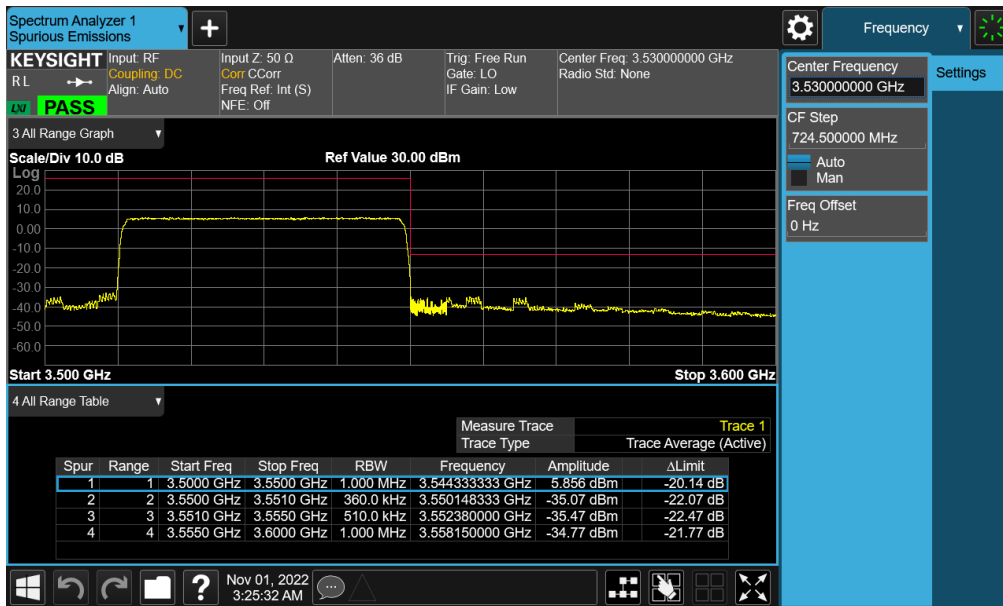 Spectrum Analyzer 1
Spurious Emissions
Frequency
KEYSIGHT
R L
LXI PASS
Input: RF
Coupling: DC
Align: Auto
Input Z: 50 Ω
Corr CCorr
Freq Ref: Int (S)
NFE: Off
Atten: 36 dB
Trig: Free Run
Gate: LO
IF Gain: Low
Center Freq: 3.530000000 GHz
Radio Std: None
Center Frequency
3.530000000 GHz
Settings
CF Step
724.500000 MHz
Auto
Man
Freq Offset
0 Hz
3 All Range Graph
Scale/Div 10.0 dB Ref Value 30.00 dBm
Log
20.0
10.0
0.00
-10.0
-20.0
-30.0
-40.0
-50.0
-60.0
Start 3.500 GHz Stop 3.600 GHz
4 All Range Table
Measure Trace Trace 1
Trace Type Trace Average (Active)
Spur Range Start Freq Stop Freq RBW Frequency Amplitude ΔLimit
1 1 3.5000 GHz 3.5500 GHz 1.000 MHz 3.544333333 GHz 5.856 dBm -20.14 dB
2 2 3.5500 GHz 3.5510 GHz 360.0 kHz 3.550148333 GHz -35.07 dBm -22.07 dB
3 3 3.5510 GHz 3.5550 GHz 510.0 kHz 3.552380000 GHz -35.47 dBm -22.47 dB
4 4 3.5550 GHz 3.6000 GHz 1.000 MHz 3.558150000 GHz -34.77 dBm -21.77 dB
Nov 01, 2022
3:25:32 AM